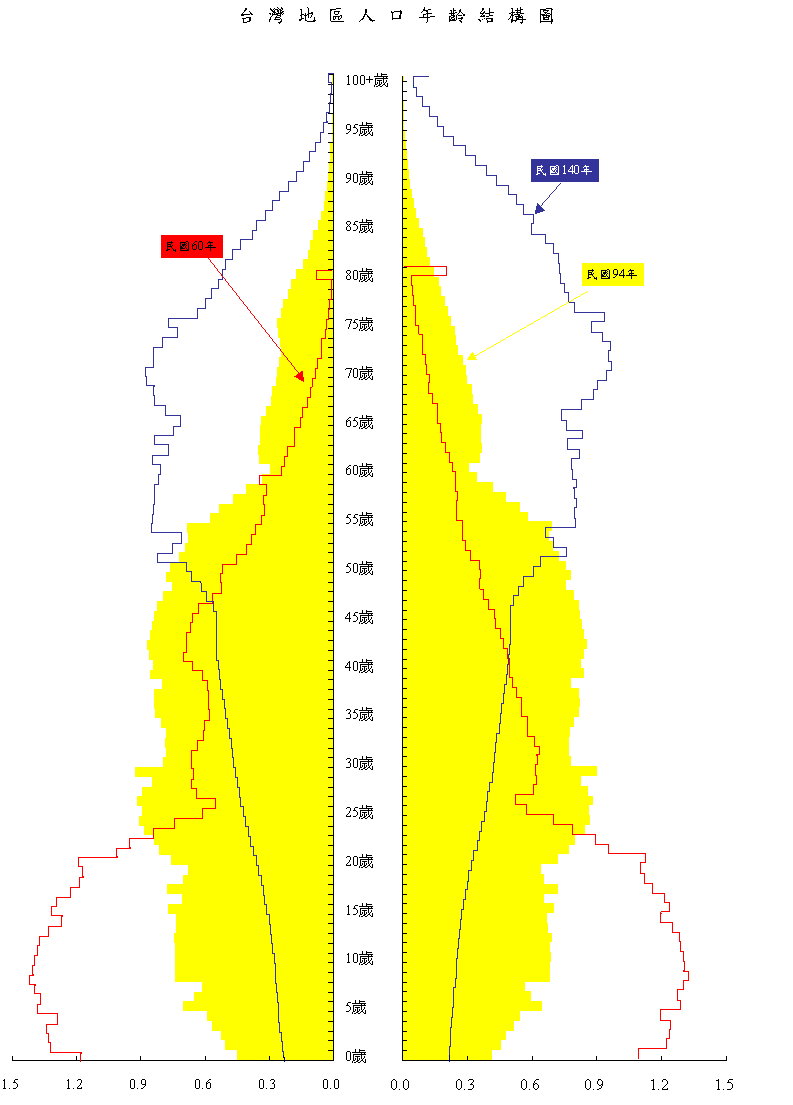 台灣地區人口年齡結構圖
100+歲
95歲
民國140年
90歲
85歲
民國60年
80歲
民國94年
75歲
70歲
65歲
60歲
55歲
50歲
45歲
40歲
35歲
30歲
25歲
20歲
15歲
10歲
5歲
0歲
1.5 1.2 0.9 0.6 0.3 0.0 0.0 0.3 0.6 0.9 1.2 1.5